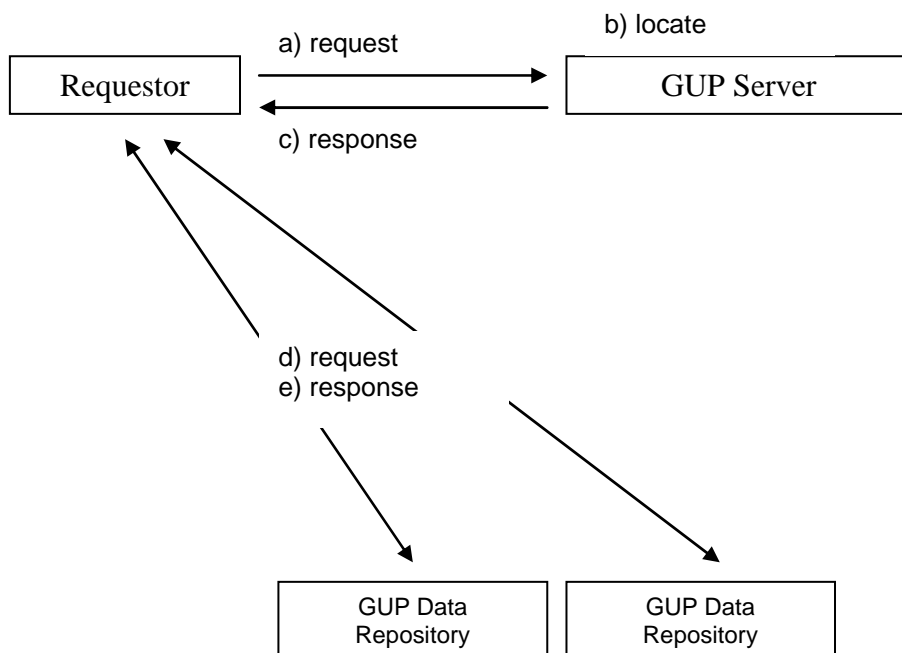 b) locate
a) request
Requestor
GUP Server
c) response
d) request
e) response
GUP Data
Repository
GUP Data
Repository